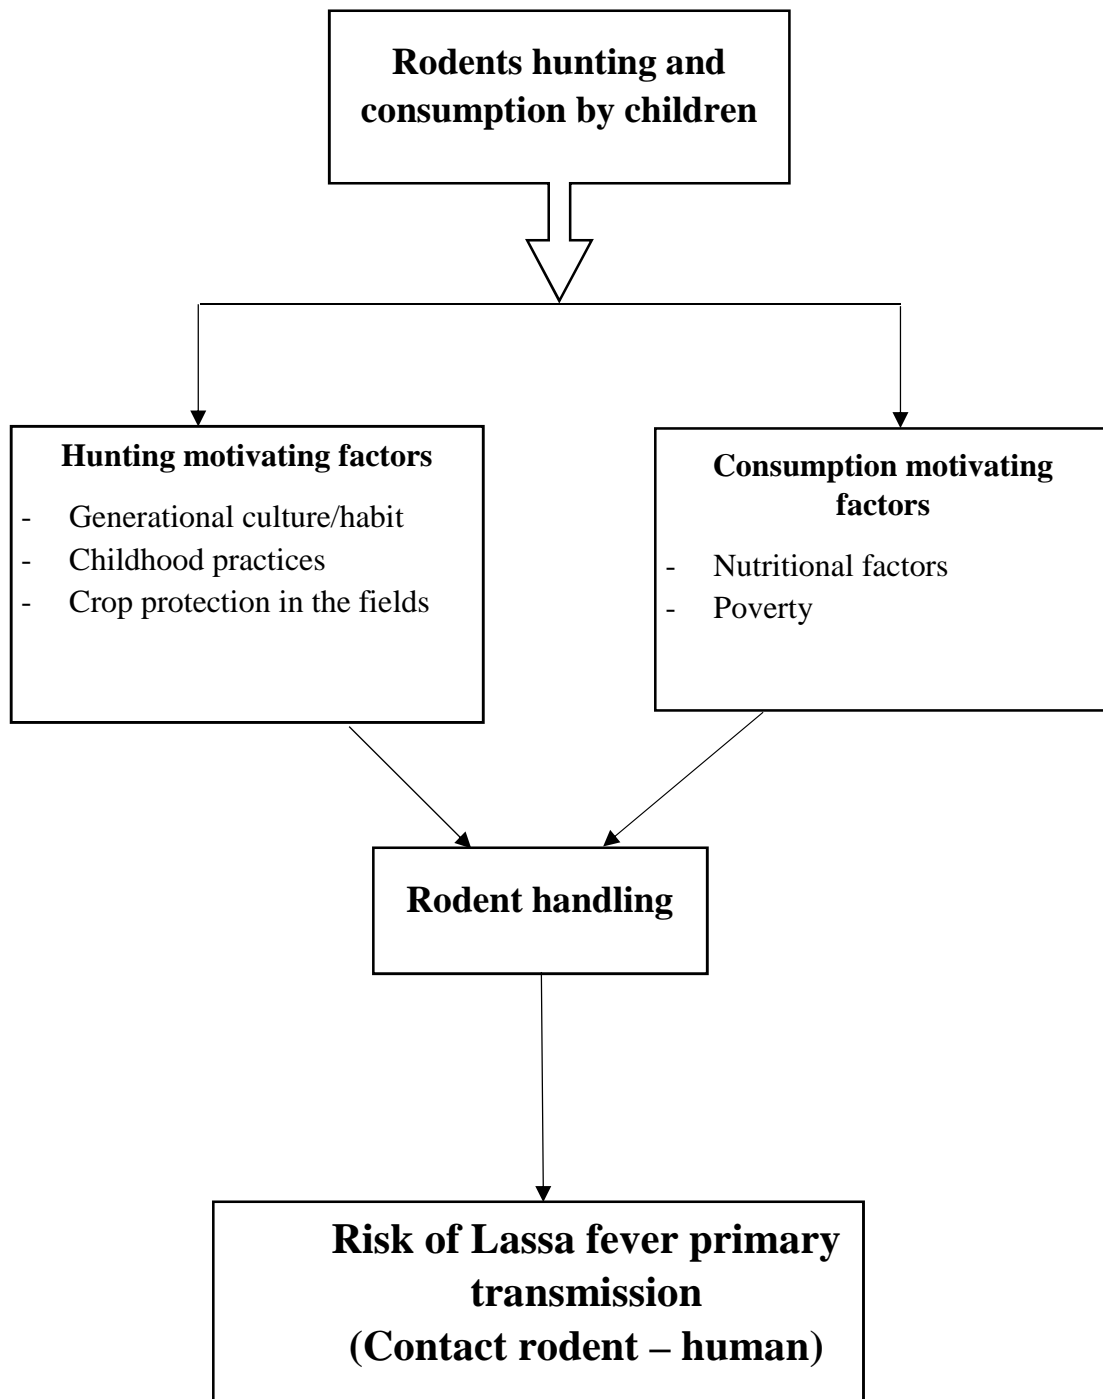 Rodents hunting and
consumption by children
Hunting motivating factors
- Generational culture/habit
- Childhood practices
- Crop protection in the fields
Consumption motivating
factors
- Nutritional factors
- Poverty
Rodent handling
Risk of Lassa fever primary
transmission
(Contact rodent – human)